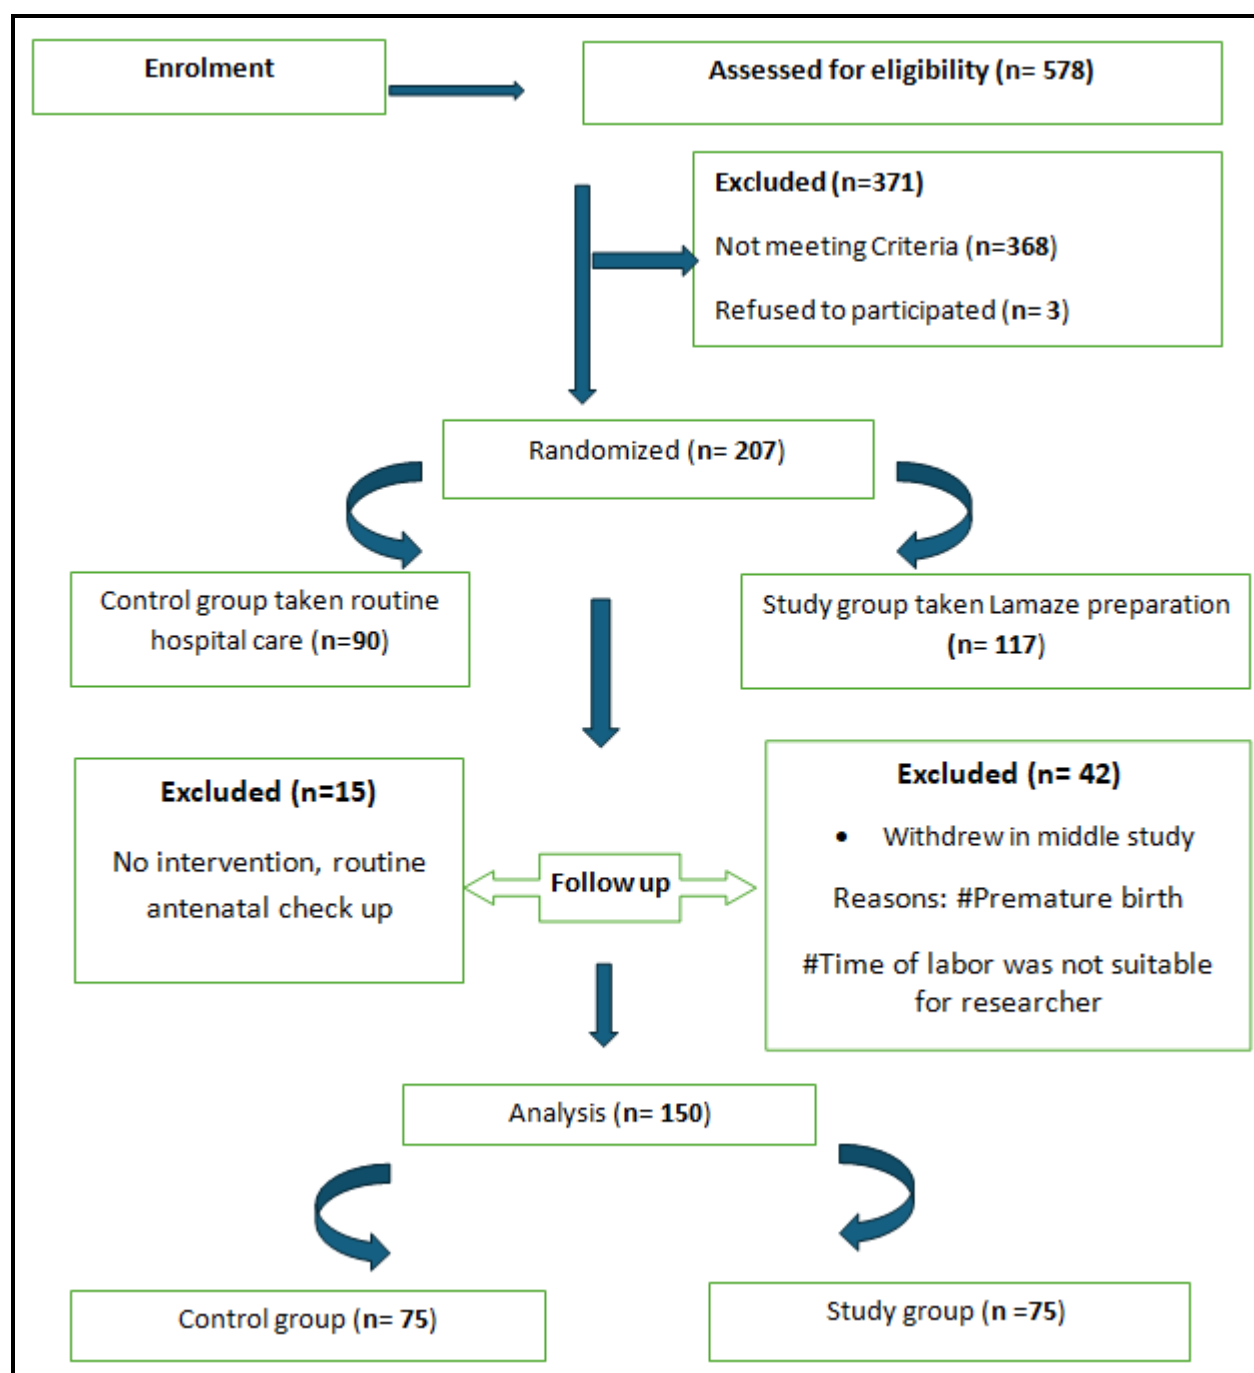 Enrolment
Assessed for eligibility (n= 578)
Excluded (n=371)
Not meeting Criteria (n=368)
Refused to participated (n= 3)
Randomized (n= 207)
Control group taken routine
hospital care (n=90)
Study group taken Lamaze preparation
(n= 117)
Excluded (n=15)
No intervention, routine
antenatal check up
Follow up
Excluded (n= 42)
• Withdrew in middle study
Reasons: #Premature birth
#Time of labor was not suitable
for researcher
Analysis (n= 150)
Control group (n= 75)
Study group (n =75)